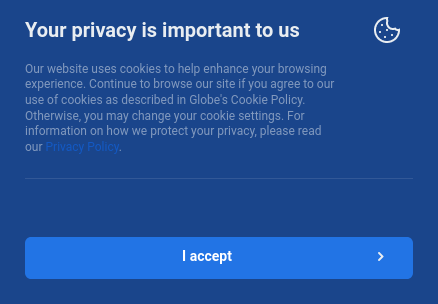 Your privacy is important to us
Our website uses cookies to help enhance your browsing
experience. Continue to browse our site if you agree to our
use of cookies as described in Globe's Cookie Policy.
Otherwise, you may change your cookie settings. For
information on how we protect your privacy, please read
our Privacy Policy.
I accept